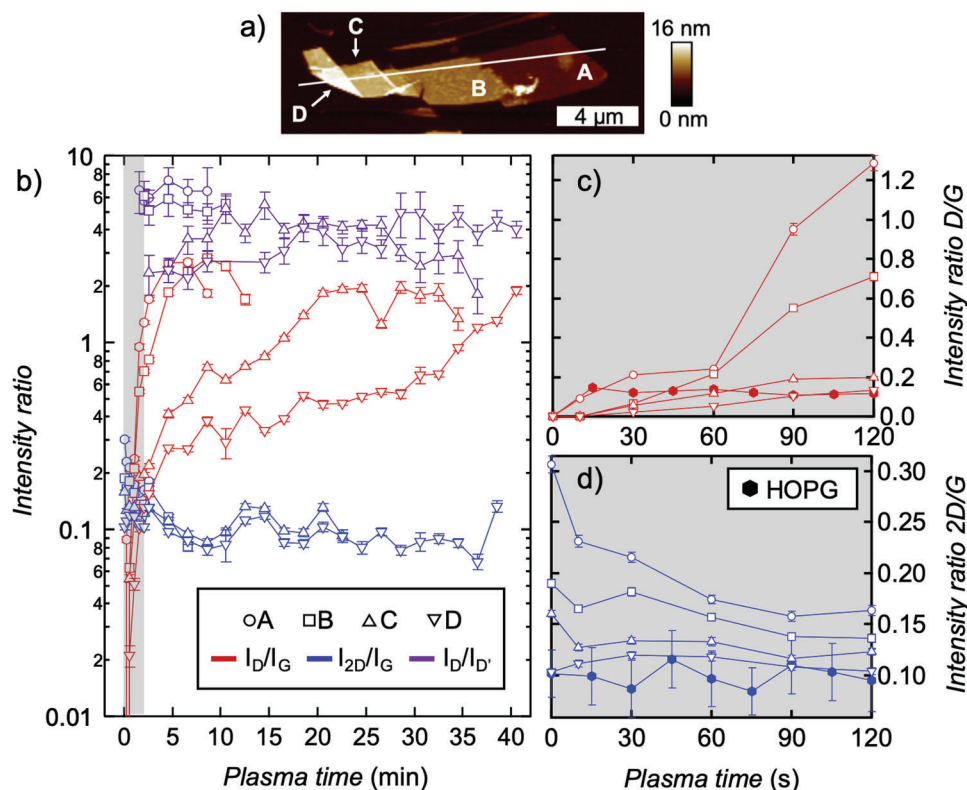 a)
C
D
B
A
16 nm
0 nm
4 µm
b)
Intensity ratio
10
8
6
4
2
1
8
6
4
2
0.1
8
6
4
2
0.01
A B C D
I_D/I_G I_2D/I_G I_D/I_D'
0 5 10 15 20 25 30 35 40
Plasma time (min)
c)
1.2
1.0
0.8
0.6
0.4
0.2
0.0
Intensity ratio D/G
0 30 60 90 120
d)
HOPG
0.30
0.25
0.20
0.15
0.10
Intensity ratio 2D/G
0 30 60 90 120
Plasma time (s)